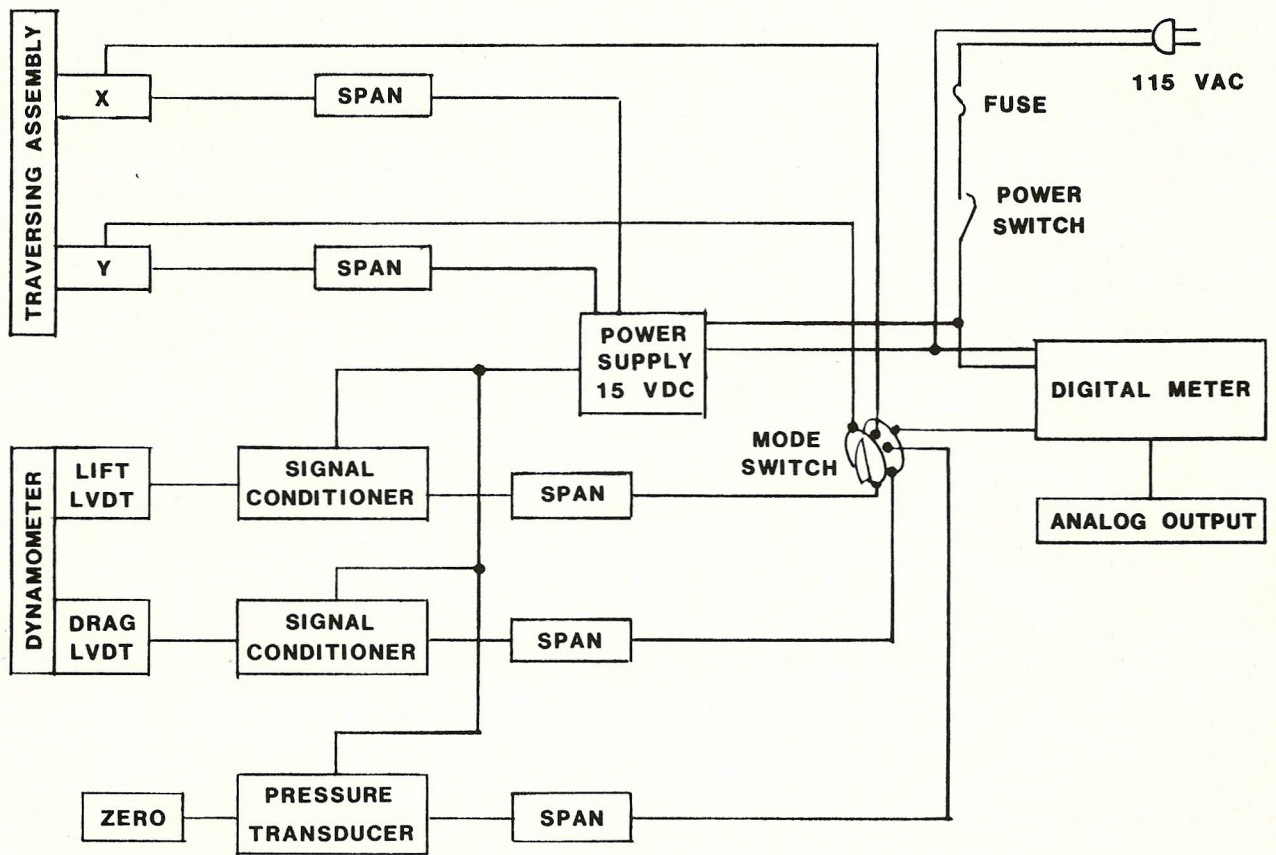 TRAVERSING ASSEMBLY
X
SPAN
Y
SPAN
115 VAC
FUSE
POWER
SWITCH
POWER
SUPPLY
15 VDC
DIGITAL METER
MODE
SWITCH
ANALOG OUTPUT
DYNAMOMETER
LIFT
LVDT
SIGNAL
CONDITIONER
SPAN
DRAG
LVDT
SIGNAL
CONDITIONER
SPAN
ZERO
PRESSURE
TRANSDUCER
SPAN